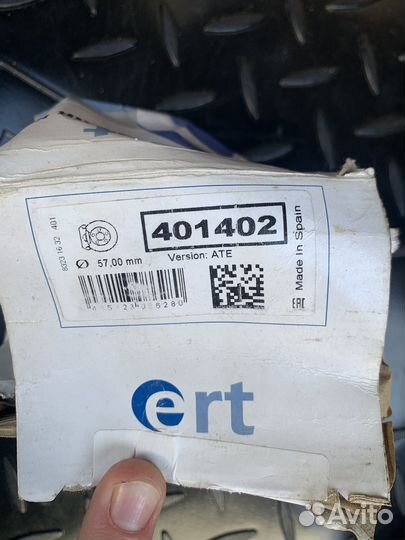 401402
8023 16 32 401
Ø 57,00 mm
Version: ATE
Made In Spain
EAC
ert
Avito